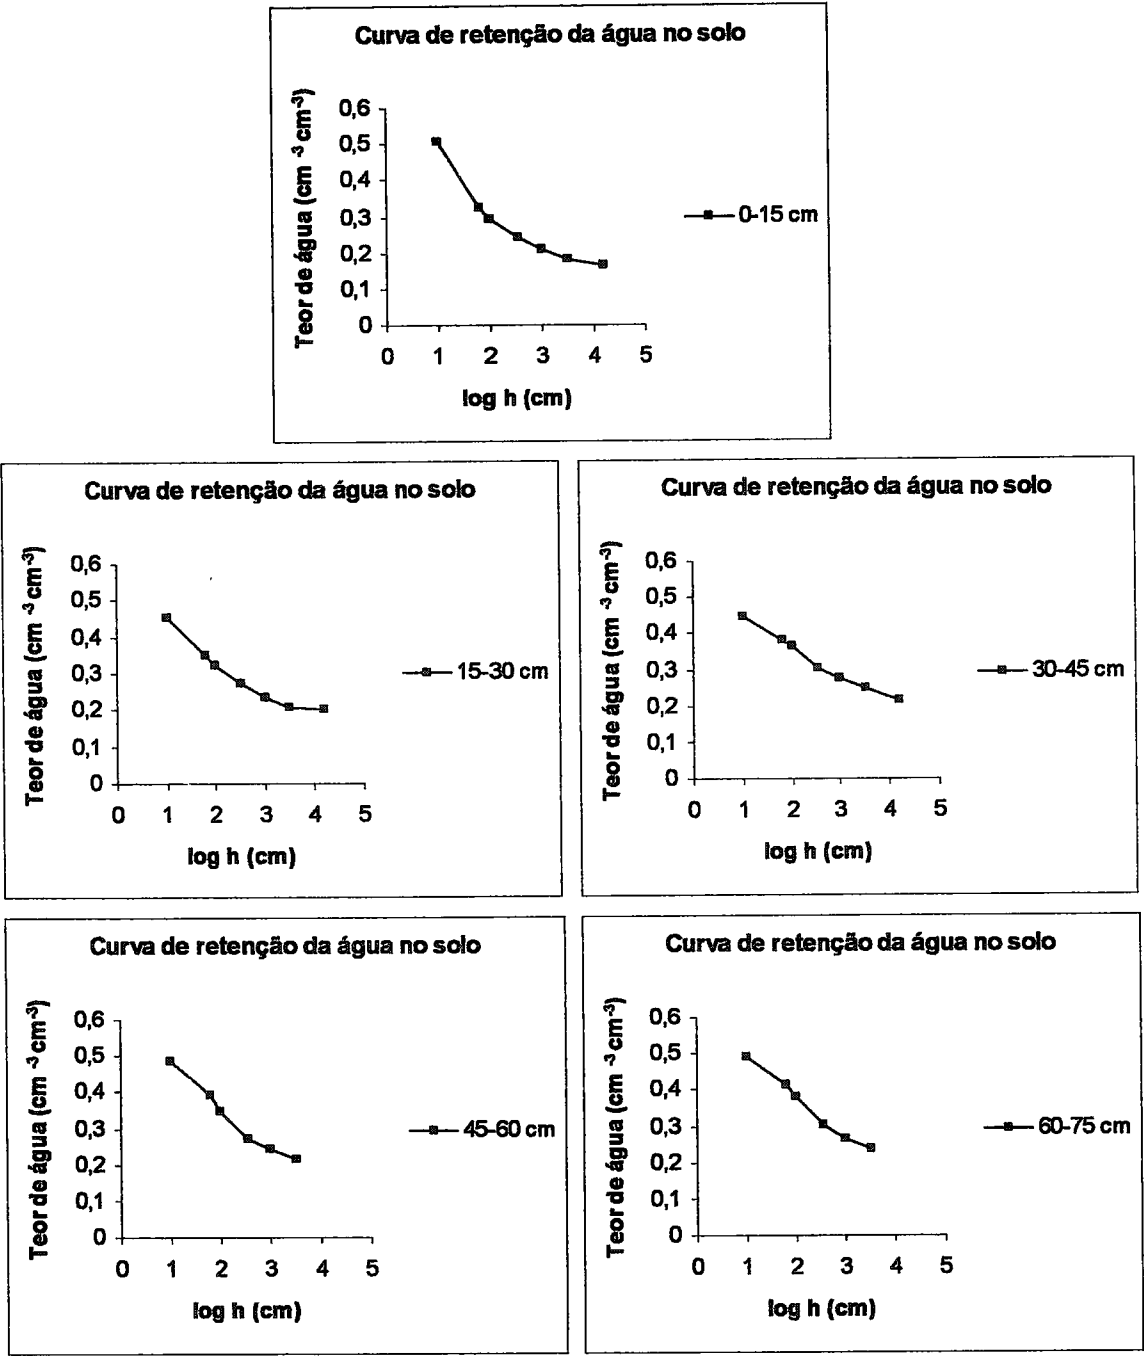 Curva de retenção da água no solo
Teor de água (cm -3 cm-3)
0,6
0,5
0,4
0,3
0,2
0,1
0
0 1 2 3 4 5
log h (cm)
0-15 cm
Curva de retenção da água no solo
Teor de água (cm -3 cm-3)
0,6
0,5
0,4
0,3
0,2
0,1
0
0 1 2 3 4 5
log h (cm)
15-30 cm
Curva de retenção da água no solo
Teor de água (cm -3 cm-3)
0,6
0,5
0,4
0,3
0,2
0,1
0
0 1 2 3 4 5
log h (cm)
30-45 cm
Curva de retenção da água no solo
Teor de água (cm -3 cm-3)
0,6
0,5
0,4
0,3
0,2
0,1
0
0 1 2 3 4 5
log h (cm)
45-60 cm
Curva de retenção da água no solo
Teor de água (cm -3 cm-3)
0,6
0,5
0,4
0,3
0,2
0,1
0
0 1 2 3 4 5
log h (cm)
60-75 cm